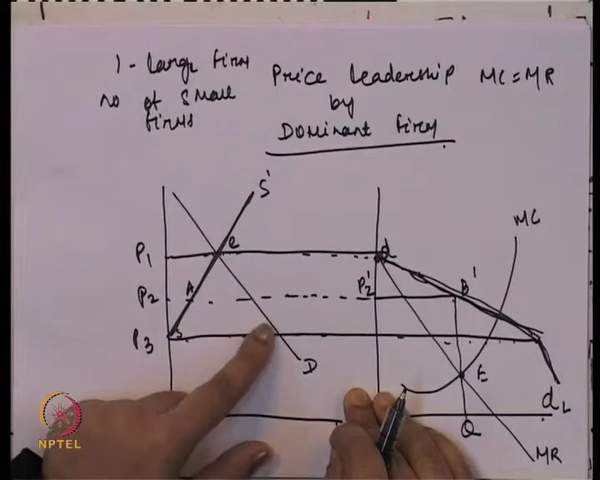 1 - Large firm
no of small
firms
Price leadership
by
Dominant firm
MC = MR
S'
MC
P1
e
d
P2
A
P2'
B'
P3
S
D
E
dL
Q
MR
NPTEL